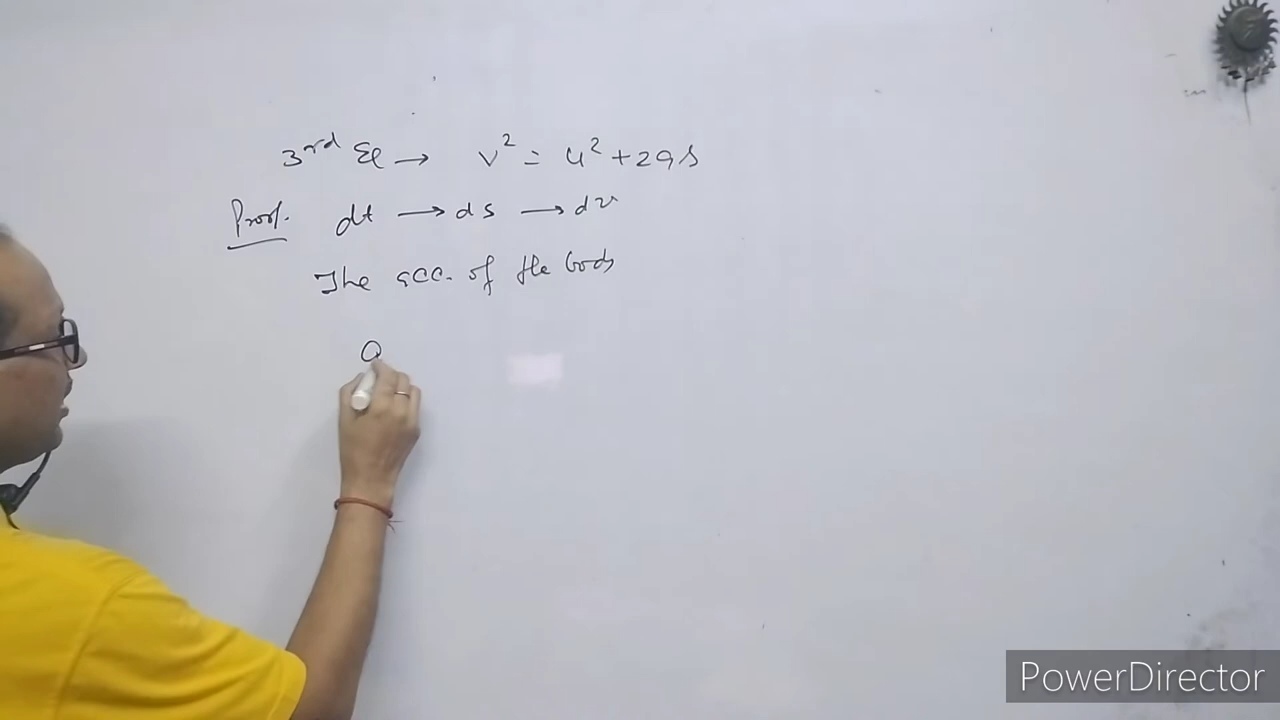 3rd Eq → v² = u² + 2as
Proof. dt → ds → dv
The acc. of the body
a
PowerDirector